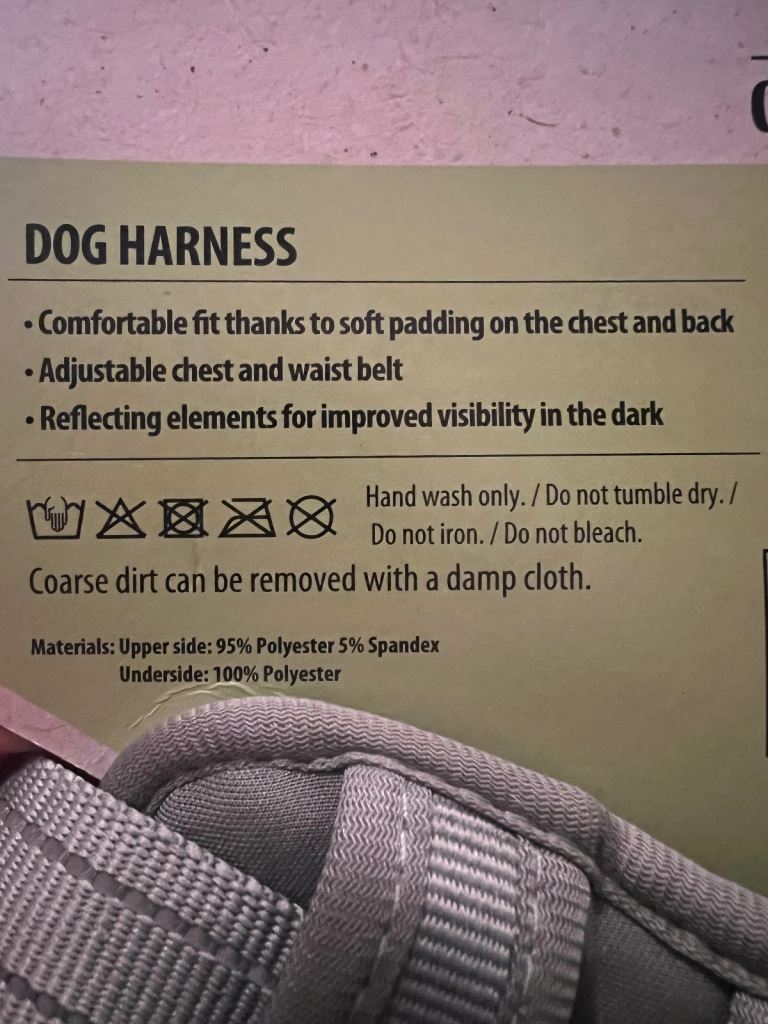 DOG HARNESS
• Comfortable fit thanks to soft padding on the chest and back
• Adjustable chest and waist belt
• Reflecting elements for improved visibility in the dark
Hand wash only. / Do not tumble dry. /
Do not iron. / Do not bleach.
Coarse dirt can be removed with a damp cloth.
Materials: Upper side: 95% Polyester 5% Spandex
Underside: 100% Polyester